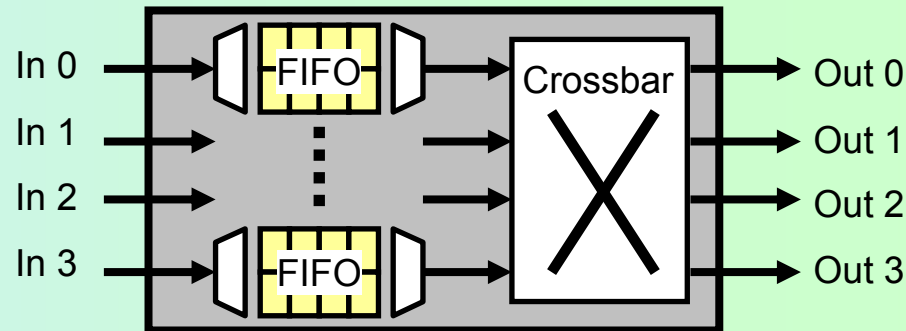 In 0
FIFO
Crossbar
Out 0
In 1
Out 1
In 2
Out 2
In 3
FIFO
Out 3